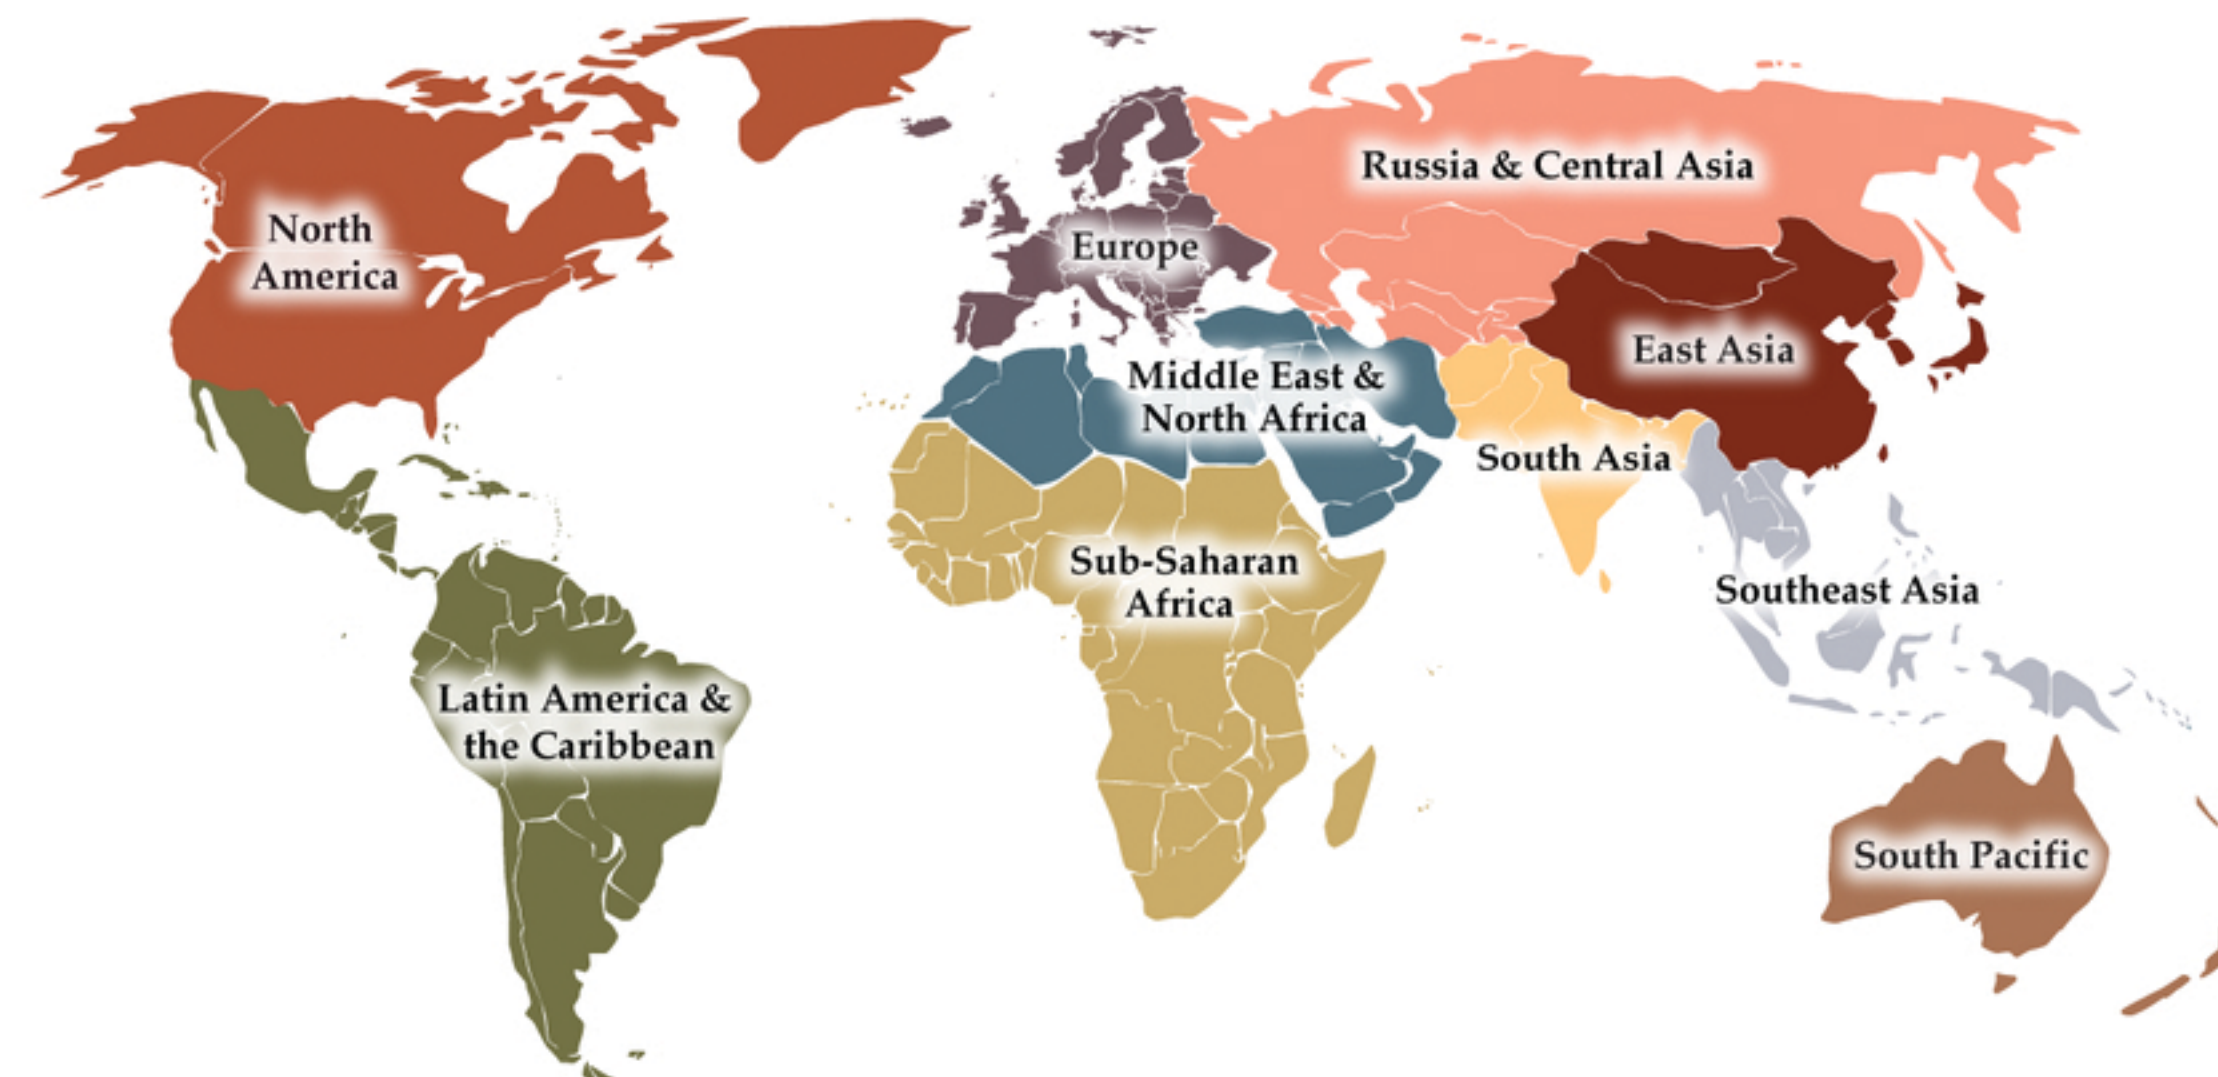 North
America
Europe
Russia & Central Asia
East Asia
Middle East &
North Africa
South Asia
Sub-Saharan
Africa
Southeast Asia
Latin America &
the Caribbean
South Pacific